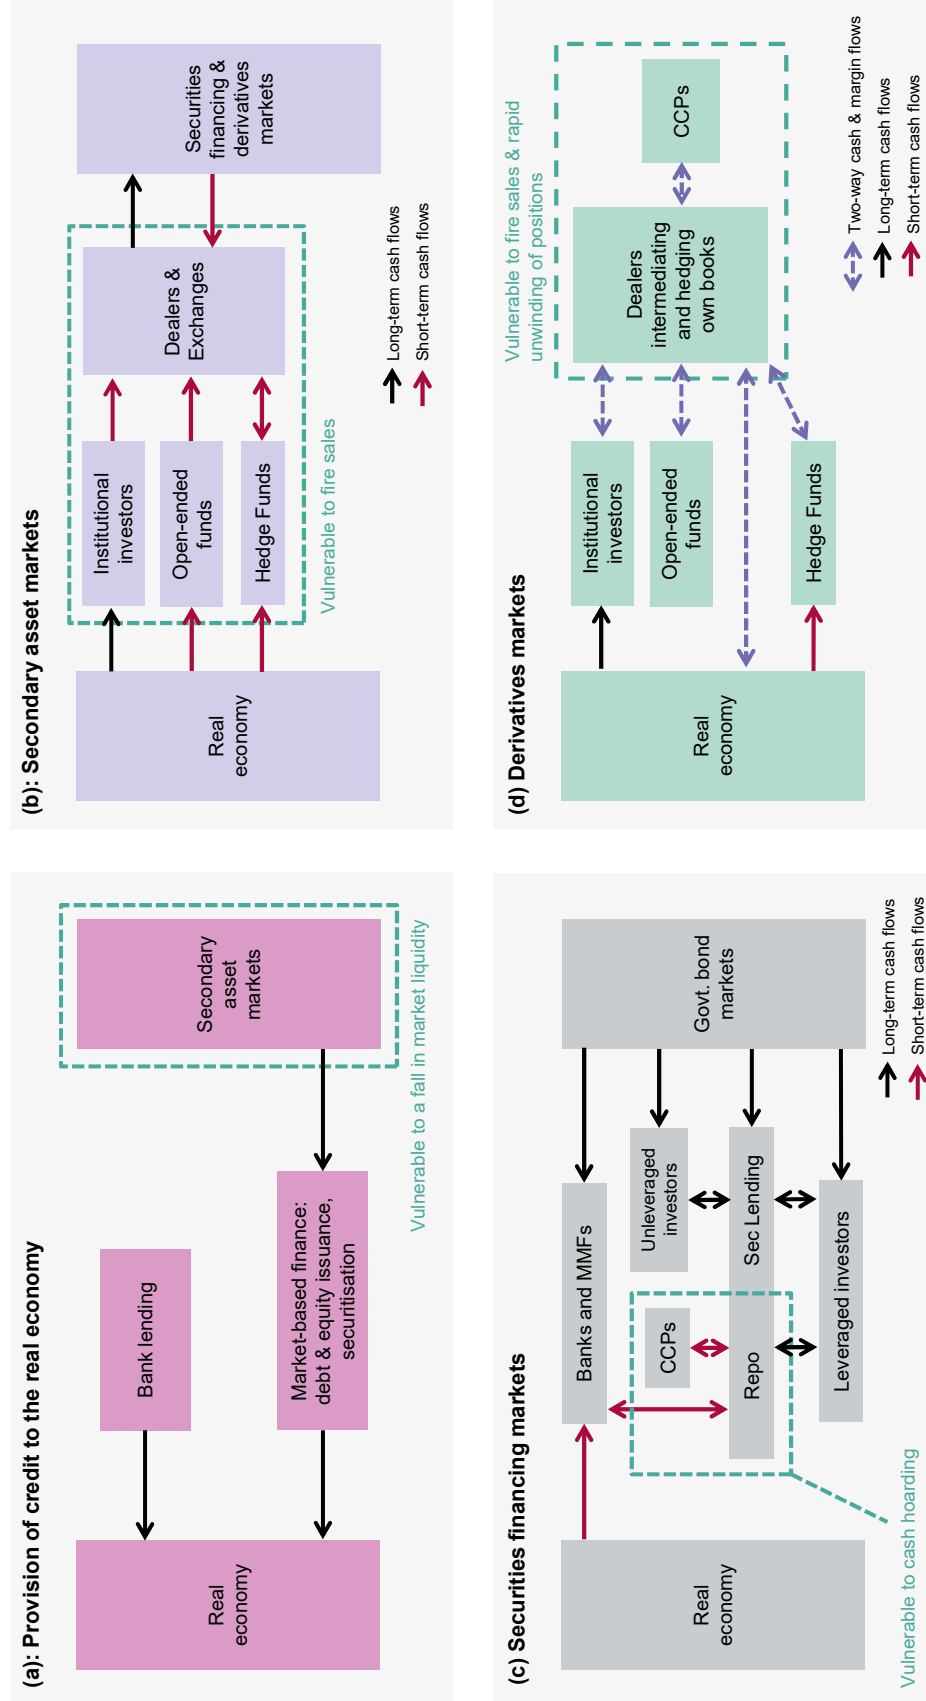 (a): Provision of credit to the real economy
Real
economy
Bank lending
Market-based finance:
debt & equity issuance,
securitisation
Secondary
asset
markets
Vulnerable to a fall in market liquidity
(b): Secondary asset markets
Real
economy
Institutional
investors
Open-ended
funds
Hedge Funds
Dealers &
Exchanges
Securities
financing &
derivatives
markets
Vulnerable to fire sales
Long-term cash flows
Short-term cash flows
(c) Securities financing markets
Real
economy
Banks and MMFs
CCPs
Unleveraged
investors
Repo
Sec Lending
Leveraged investors
Govt. bond
markets
Vulnerable to cash hoarding
Long-term cash flows
Short-term cash flows
(d) Derivatives markets
Real
economy
Institutional
investors
Open-ended
funds
Hedge Funds
Vulnerable to fire sales & rapid
unwinding of positions
Dealers
intermediating
and hedging
own books
CCPs
Two-way cash & margin flows
Long-term cash flows
Short-term cash flows